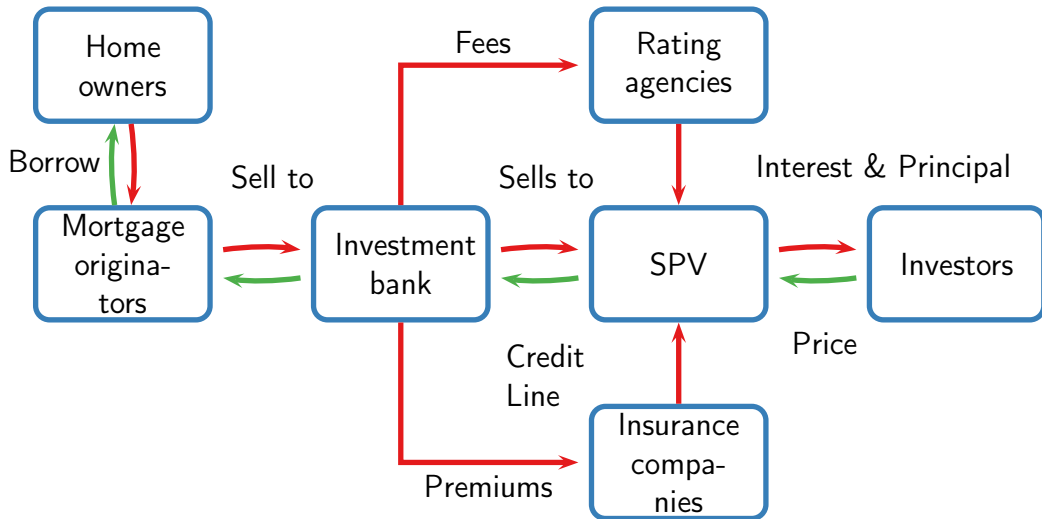 Home
owners
Fees
Rating
agencies
Borrow
Sell to
Sells to
Interest & Principal
Mortgage
origina-
tors
Investment
bank
SPV
Investors
Credit
Line
Price
Premiums
Insurance
compa-
nies